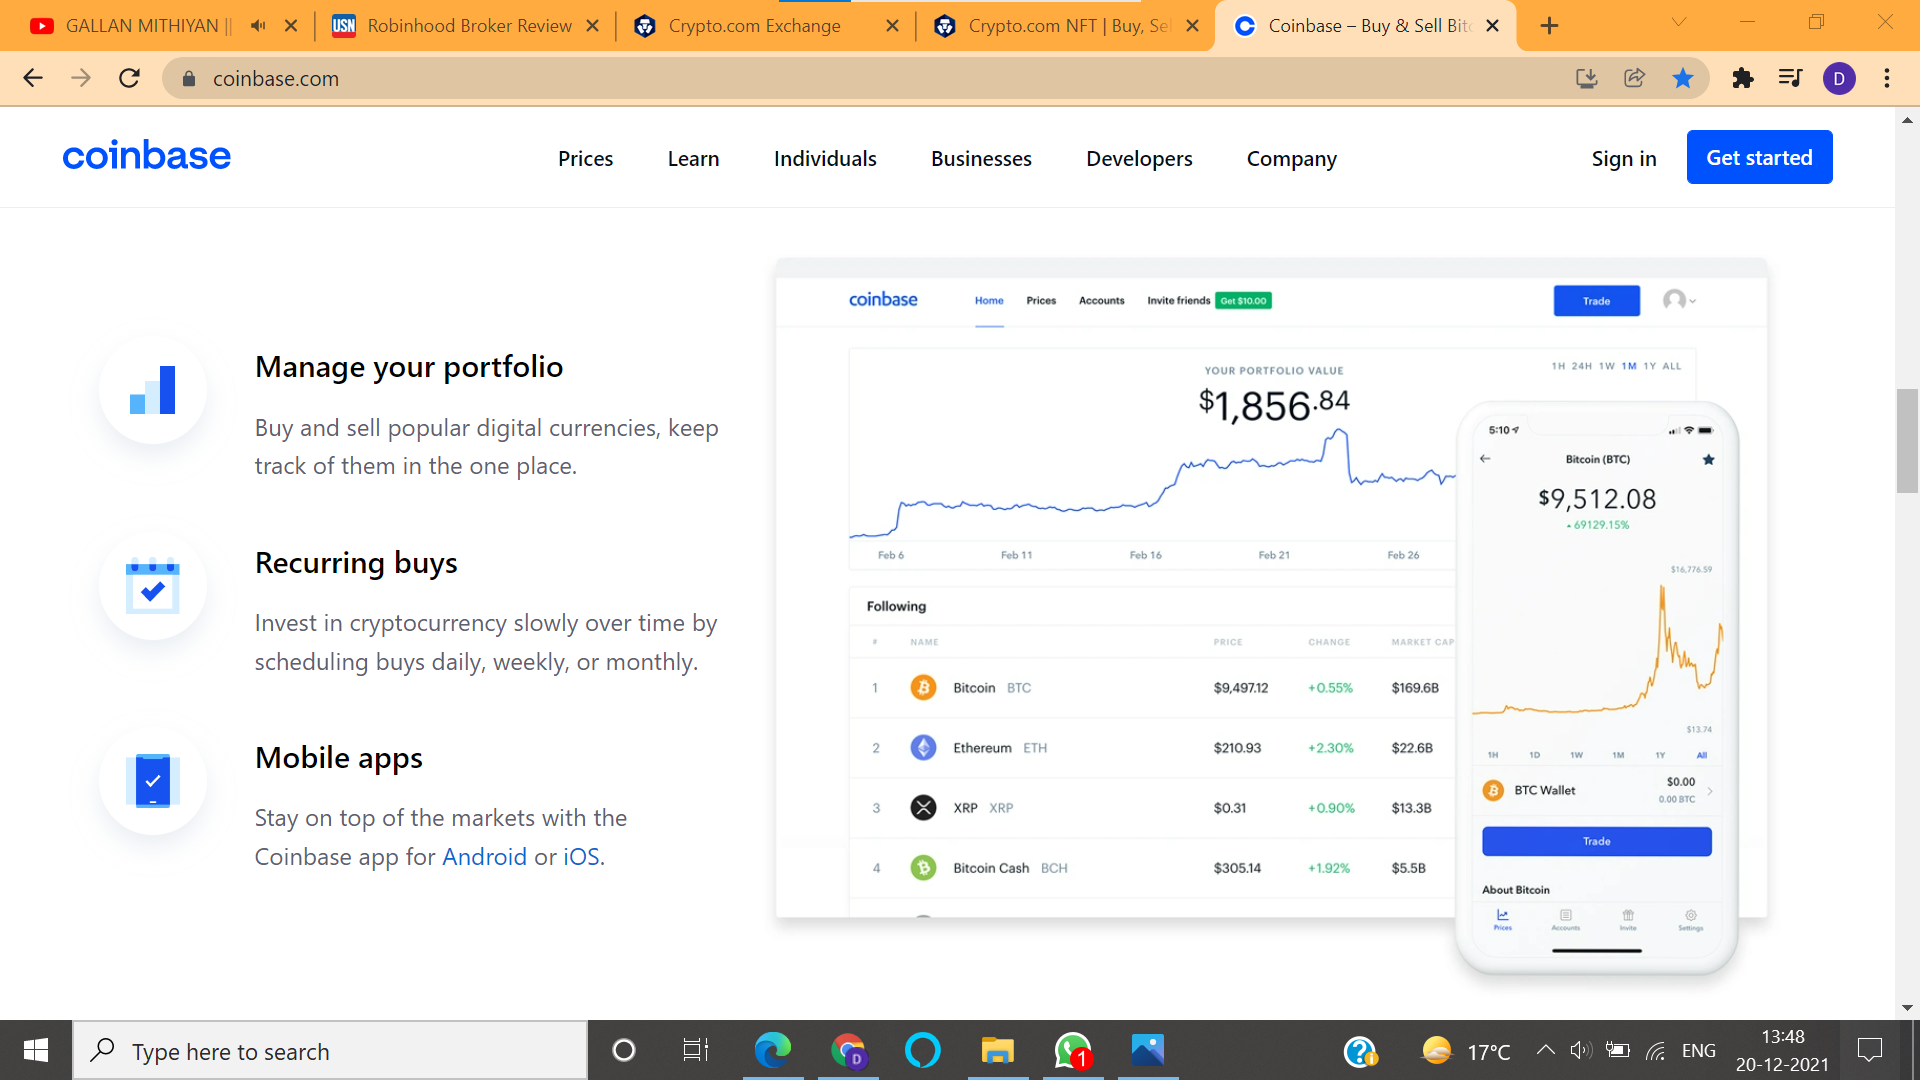 GALLAN MITHIYAN ||
USN Robinhood Broker Review
Crypto.com Exchange
Crypto.com NFT | Buy, Sel
Coinbase – Buy & Sell Bitc
coinbase.com
D
coinbase
Prices
Learn
Individuals
Businesses
Developers
Company
Sign in
Get started
Manage your portfolio
Buy and sell popular digital currencies, keep
track of them in the one place.
Recurring buys
Invest in cryptocurrency slowly over time by
scheduling buys daily, weekly, or monthly.
Mobile apps
Stay on top of the markets with the
Coinbase app for Android or iOS.
coinbase
Home
Prices
Accounts
Invite friends
Get $10.00
Trade
YOUR PORTFOLIO VALUE
$1,856.84
1H 24H 1W 1M 1Y ALL
Feb 6
Feb 11
Feb 16
Feb 21
Feb 26
Following
# NAME PRICE CHANGE MARKET CAP
1 Bitcoin BTC $9,497.12 +0.55% $169.6B
2 Ethereum ETH $210.93 +2.30% $22.6B
3 XRP XRP $0.31 +0.90% $13.3B
4 Bitcoin Cash BCH $305.14 +1.92% $5.5B
5:10
Bitcoin (BTC)
$9,512.08
69129.15%
$16,776.59
$13.74
1H 1D 1W 1M 1Y All
BTC Wallet
$0.00
0.00 BTC
Trade
About Bitcoin
Prices
Accounts
Invite
Settings
Type here to search
D
1
17°C
ENG
13:48
20-12-2021